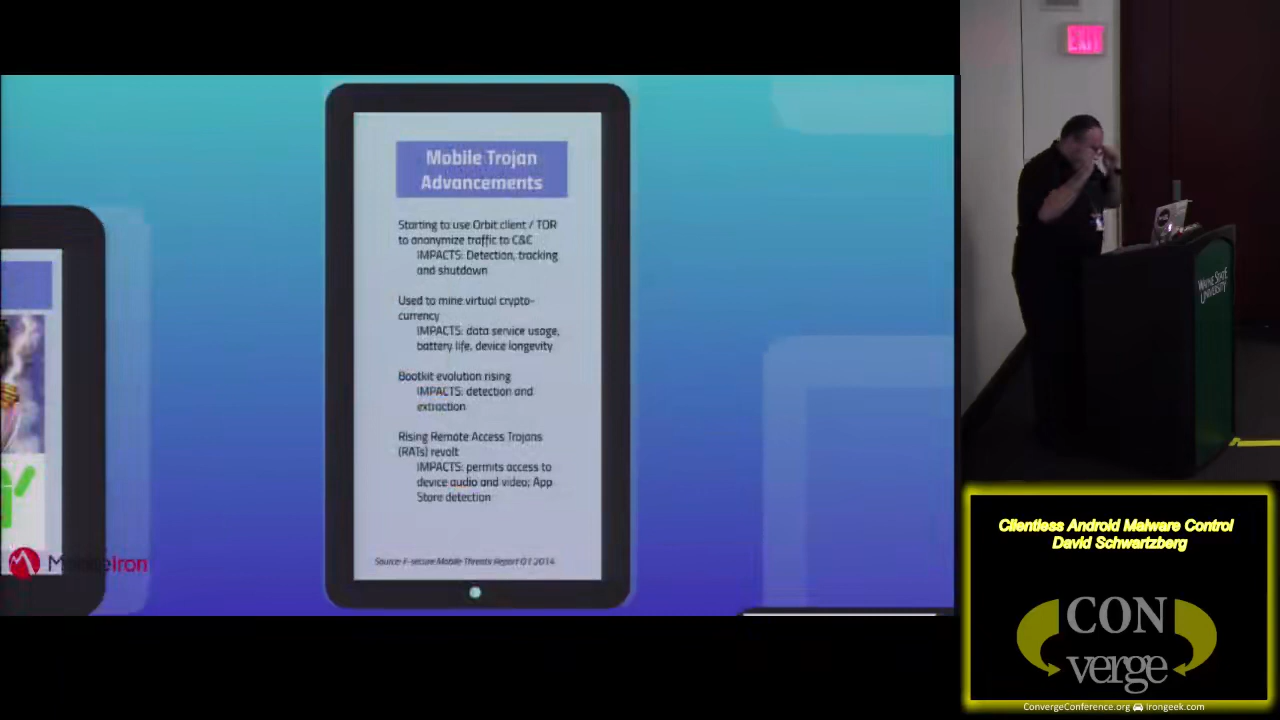 Mobile Trojan
Advancements
Starting to use Orbit client / TOR
to anonymize traffic to C&C
IMPACTS: Detection, tracking
and shutdown
Used to mine virtual crypto-
currency
IMPACTS: data service usage,
battery life, device longevity
Bootkit evolution rising
IMPACTS: detection and
extraction
Rising Remote Access Trojans
(RATs) revolt
IMPACTS: permits access to
device audio and video; App
Store detection
Source: F-secure Mobile Threats Report Q1 2014
MobileIron
EXIT
WAYNE STATE
UNIVERSITY
Clientless Android Malware Control
David Schwartzberg
CON
verge
ConvergeConference.org Irongeek.com